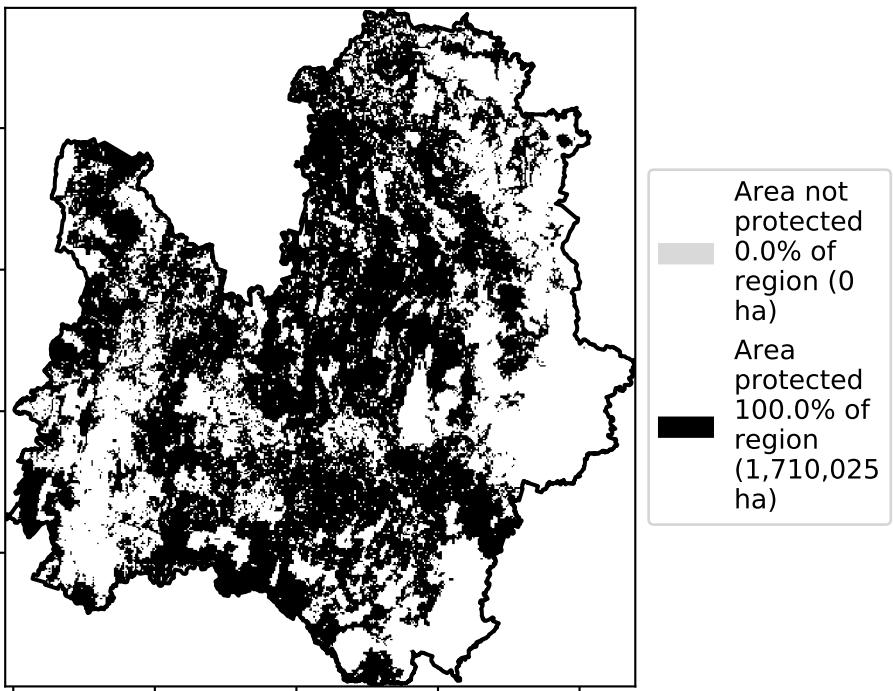 Area not
protected
0.0% of
region (0
ha)
Area
protected
100.0% of
region
(1,710,025
ha)